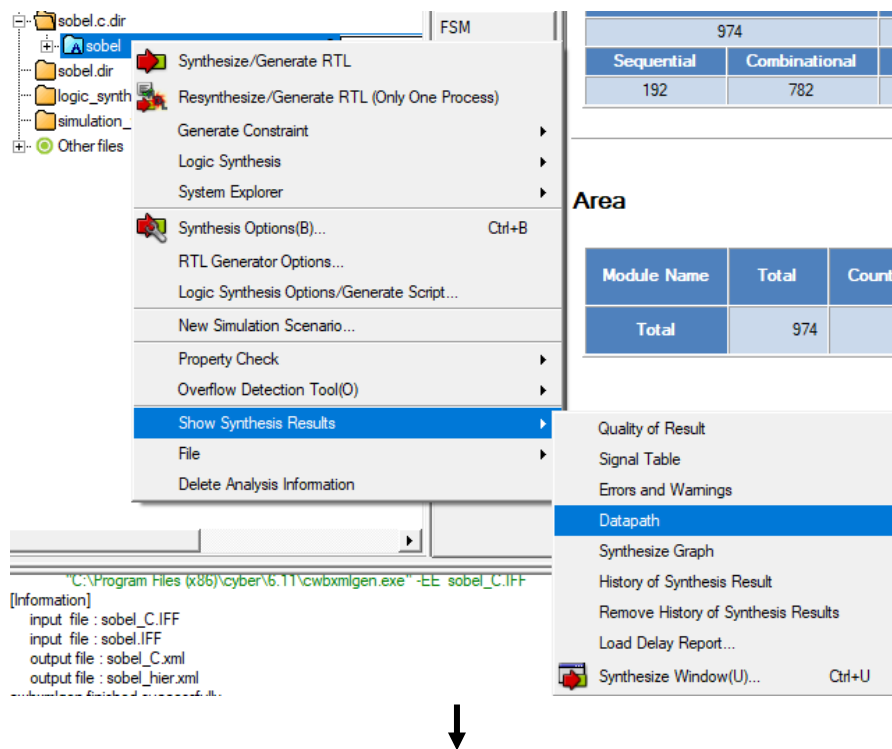 sobel.c.dir
sobel
sobel.dir
logic_synth
simulation_
Other files
FSM
974
Sequential Combinational
192 782
Synthesize/Generate RTL
Resynthesize/Generate RTL (Only One Process)
Generate Constraint
Logic Synthesis
System Explorer
Synthesis Options(B)... Ctrl+B
RTL Generator Options...
Logic Synthesis Options/Generate Script...
New Simulation Scenario...
Property Check
Overflow Detection Tool(O)
Show Synthesis Results
File
Delete Analysis Information
Area
Module Name Total Count
Total 974
Quality of Result
Signal Table
Errors and Warnings
Datapath
Synthesize Graph
History of Synthesis Result
Remove History of Synthesis Results
Load Delay Report...
Synthesize Window(U)... Ctrl+U
"C:\Program Files (x86)\cyber\6.11\cwbxmlgen.exe" -EE sobel_C.IFF
[Information]
input file : sobel_C.IFF
input file : sobel.IFF
output file : sobel_C.xml
output file : sobel_hier.xml